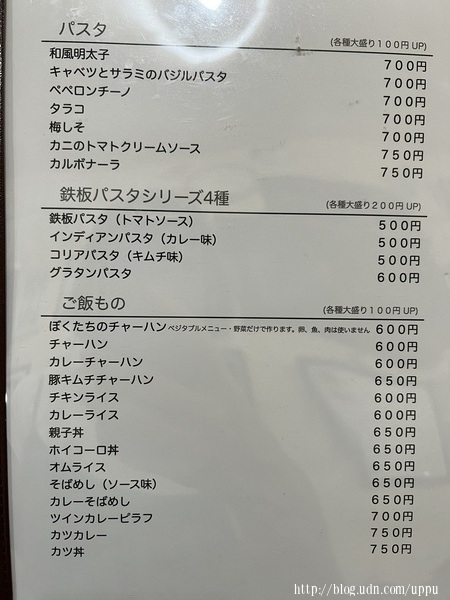 パスタ (各種大盛り100円 UP)
和風明太子 700円
キャベツとサラミのバジルパスタ 700円
ペペロンチーノ 700円
タラコ 700円
梅しそ 700円
カニのトマトクリームソース 750円
カルボナーラ 750円
鉄板パスタシリーズ4種 (各種大盛り200円 UP)
鉄板パスタ（トマトソース） 500円
インディアンパスタ（カレー味） 500円
コリアパスタ（キムチ味） 500円
グラタンパスタ 600円
ご飯もの (各種大盛り100円 UP)
ぼくたちのチャーハン ベジタブルメニュー・野菜だけで作ります。卵、魚、肉は使いません 600円
チャーハン 600円
カレーチャーハン 600円
豚キムチチャーハン 650円
チキンライス 600円
カレーライス 600円
親子丼 650円
ホイコーロ丼 650円
オムライス 650円
そばめし（ソース味） 650円
カレーそばめし 650円
ツインカレーピラフ 700円
カツカレー 750円
カツ丼 750円
http://blog.udn.com/uppu